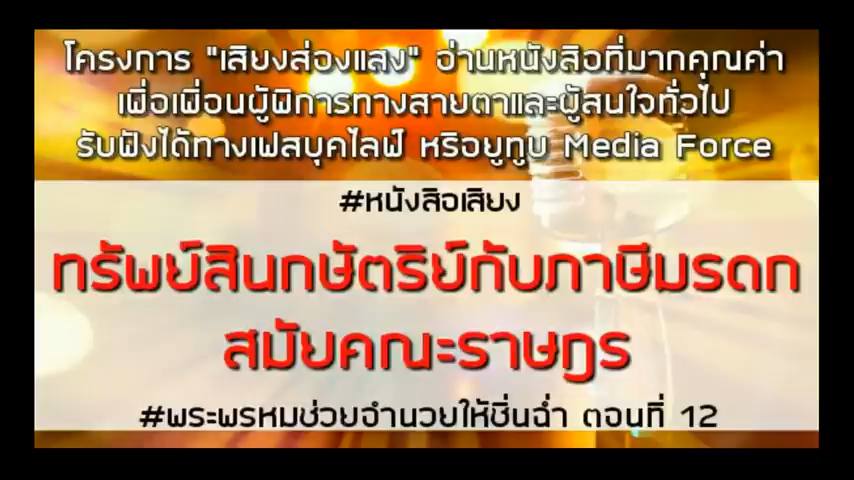 โครงการ "เสียงส่องแสง" อ่านหนังสือที่มากคุณค่า
เพื่อเพื่อนผู้พิการทางสายตาและผู้สนใจทั่วไป
รับฟังได้ทางเฟสบุคไลฟ์ หรือยูทูบ Media Force
#หนังสือเสียง
ทรัพย์สินกษัตริย์กับภาษีมรดก
สมัยคณะราษฎร
#พระพรหมช่วยอำนวยให้ชื่นฉ่ำ ตอนที่ 12